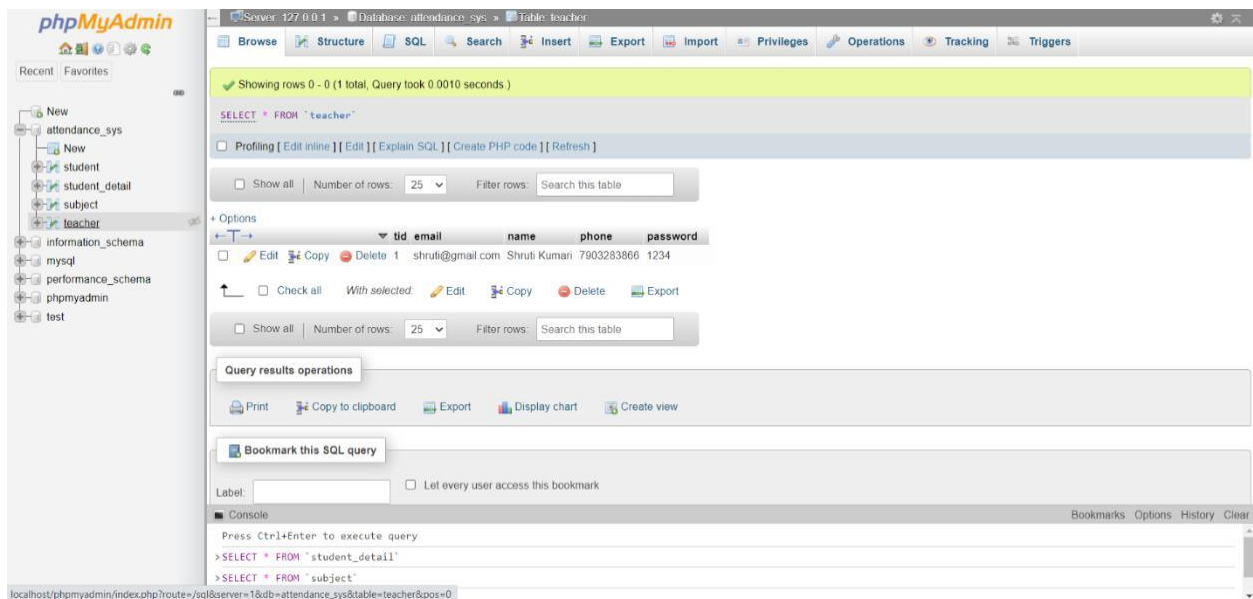 phpMyAdmin
Recent Favorites
New
attendance_sys
New
student
student_detail
subject
teacher
information_schema
mysql
performance_schema
phpmyadmin
test
Server: 127.0.0.1 » Database: attendance_sys » Table: teacher
Browse Structure SQL Search Insert Export Import Privileges Operations Tracking Triggers
Showing rows 0 - 0 (1 total, Query took 0.0010 seconds.)
SELECT * FROM `teacher`
Profiling [ Edit inline ] [ Edit ] [ Explain SQL ] [ Create PHP code ] [ Refresh ]
Show all | Number of rows: 25 Filter rows: Search this table
+ Options
←T→ tid email name phone password
Edit Copy Delete 1 shruti@gmail.com Shruti Kumari 7903283866 1234
Check all With selected: Edit Copy Delete Export
Show all | Number of rows: 25 Filter rows: Search this table
Query results operations
Print Copy to clipboard Export Display chart Create view
Bookmark this SQL query
Label: Let every user access this bookmark
Console Bookmarks Options History Clear
Press Ctrl+Enter to execute query
>SELECT * FROM `student_detail`
>SELECT * FROM `subject`
localhost/phpmyadmin/index.php?route=/sql&server=1&db=attendance_sys&table=teacher&pos=0